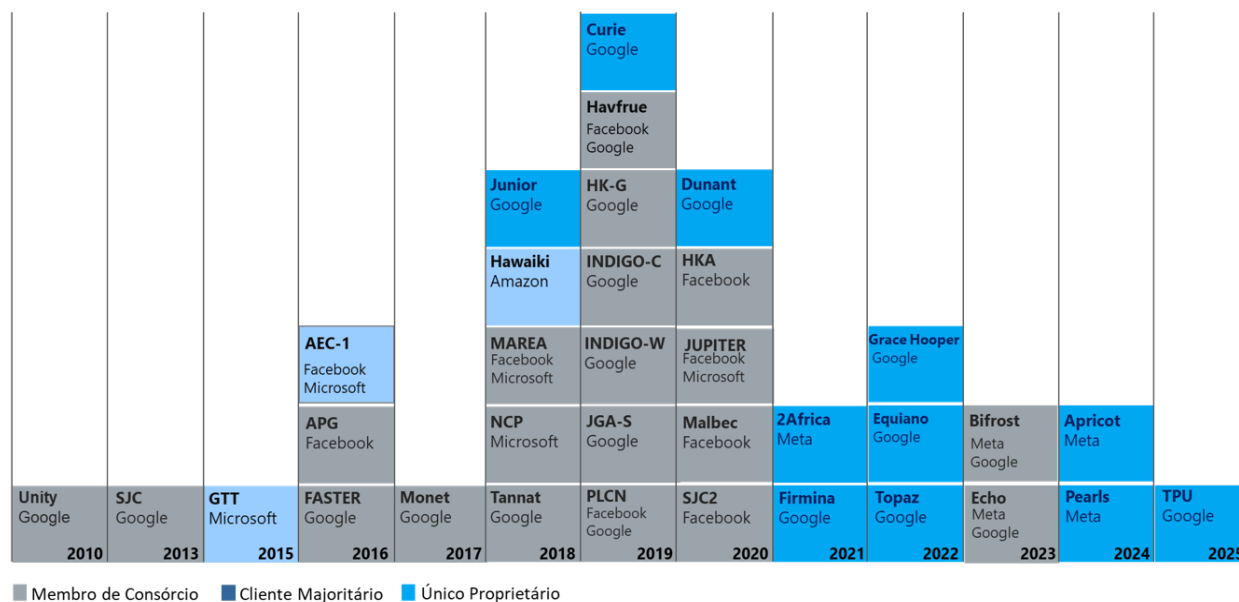 Curie
Google
Havfrue
Facebook
Google
Junior
Google
HK-G
Google
Dunant
Google
Hawaiki
Amazon
INDIGO-C
Google
HKA
Facebook
AEC-1
Facebook
Microsoft
MAREA
Facebook
Microsoft
INDIGO-W
Google
JUPITER
Facebook
Microsoft
Grace Hooper
Google
APG
Facebook
NCP
Microsoft
JGA-S
Google
Malbec
Facebook
2Africa
Meta
Equiano
Google
Bifrost
Meta
Google
Apricot
Meta
Unity
Google
2010
SJC
Google
2013
GTT
Microsoft
2015
FASTER
Google
2016
Monet
Google
2017
Tannat
Google
2018
PLCN
Facebook
Google
2019
SJC2
Facebook
2020
Firmina
Google
2021
Topaz
Google
2022
Echo
Meta
Google
2023
Pearls
Meta
2024
TPU
Google
2025
Membro de Consórcio
Cliente Majoritário
Único Proprietário